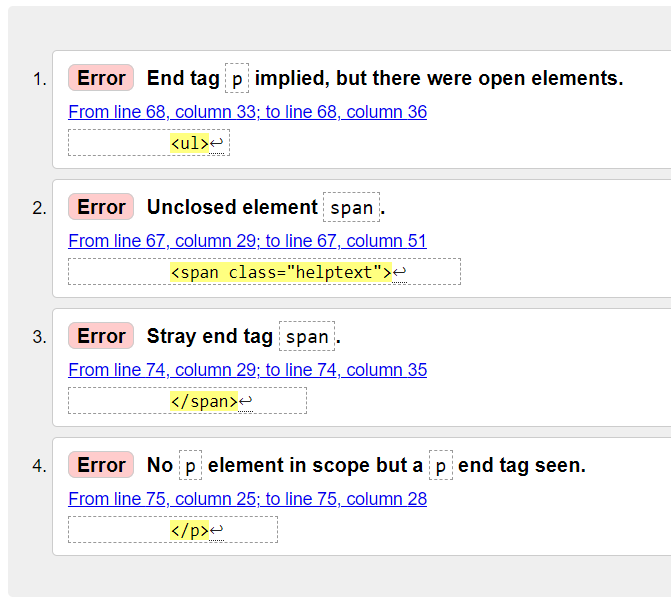 1. Error End tag p implied, but there were open elements.
From line 68, column 33; to line 68, column 36
<ul>↩
2. Error Unclosed element span.
From line 67, column 29; to line 67, column 51
<span class="helptext">↩
3. Error Stray end tag span.
From line 74, column 29; to line 74, column 35
</span>↩
4. Error No p element in scope but a p end tag seen.
From line 75, column 25; to line 75, column 28
</p>↩